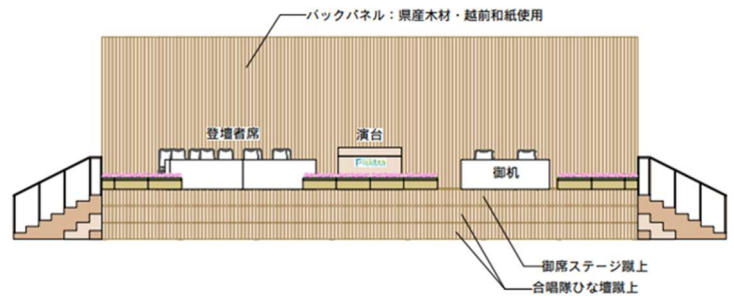 バックパネル：県産木材・越前和紙使用
登壇者席
演台
御机
御席ステージ蹴上
合唱隊ひな壇蹴上